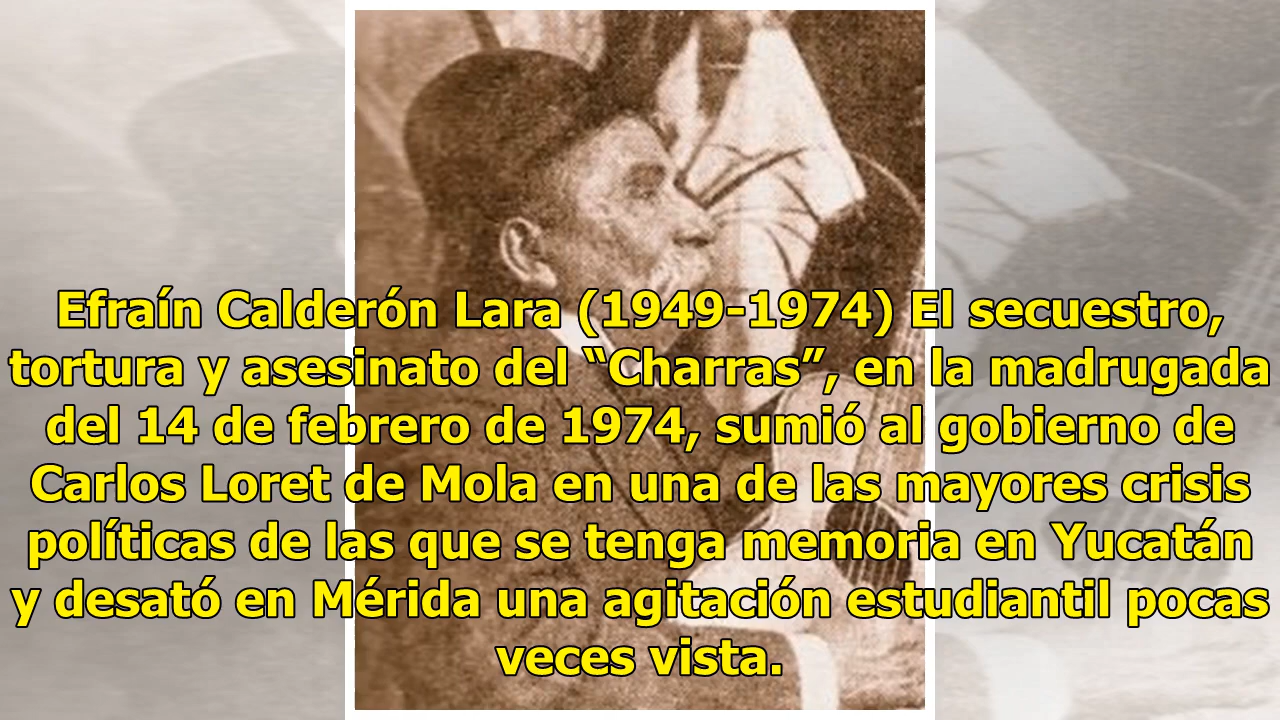 Efraín Calderón Lara (1949-1974) El secuestro,
tortura y asesinato del “Charras”, en la madrugada
del 14 de febrero de 1974, sumió al gobierno de
Carlos Loret de Mola en una de las mayores crisis
políticas de las que se tenga memoria en Yucatán
y desató en Mérida una agitación estudiantil pocas
veces vista.